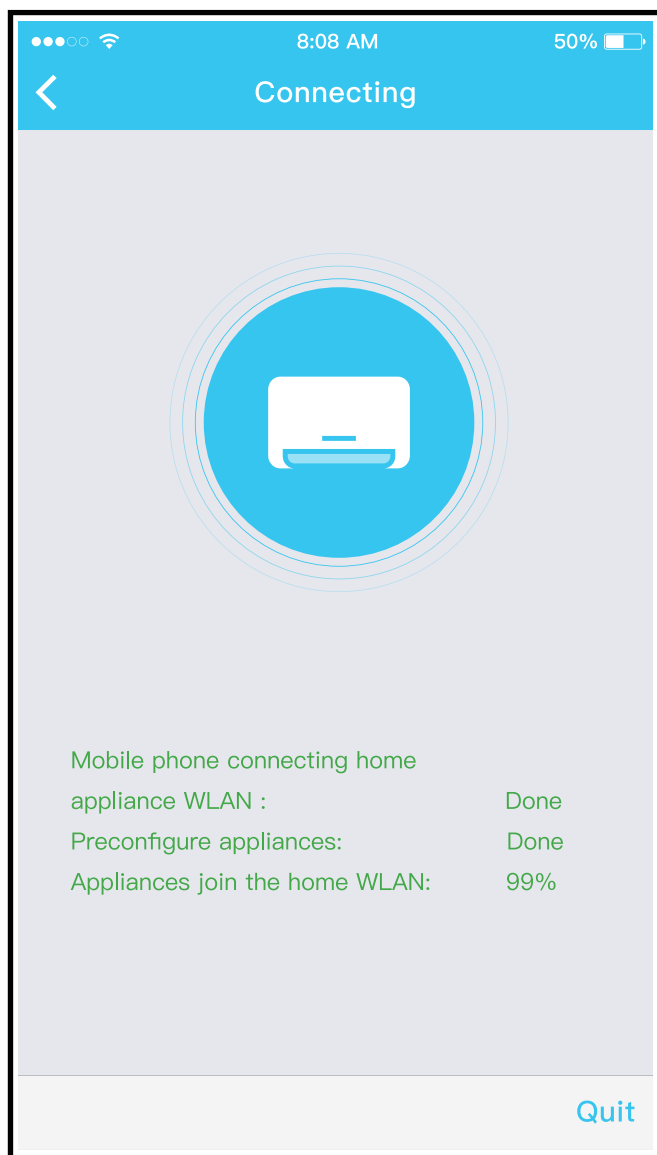 8:08 AM 50%
Connecting
Mobile phone connecting home
appliance WLAN : Done
Preconfigure appliances: Done
Appliances join the home WLAN: 99%
Quit